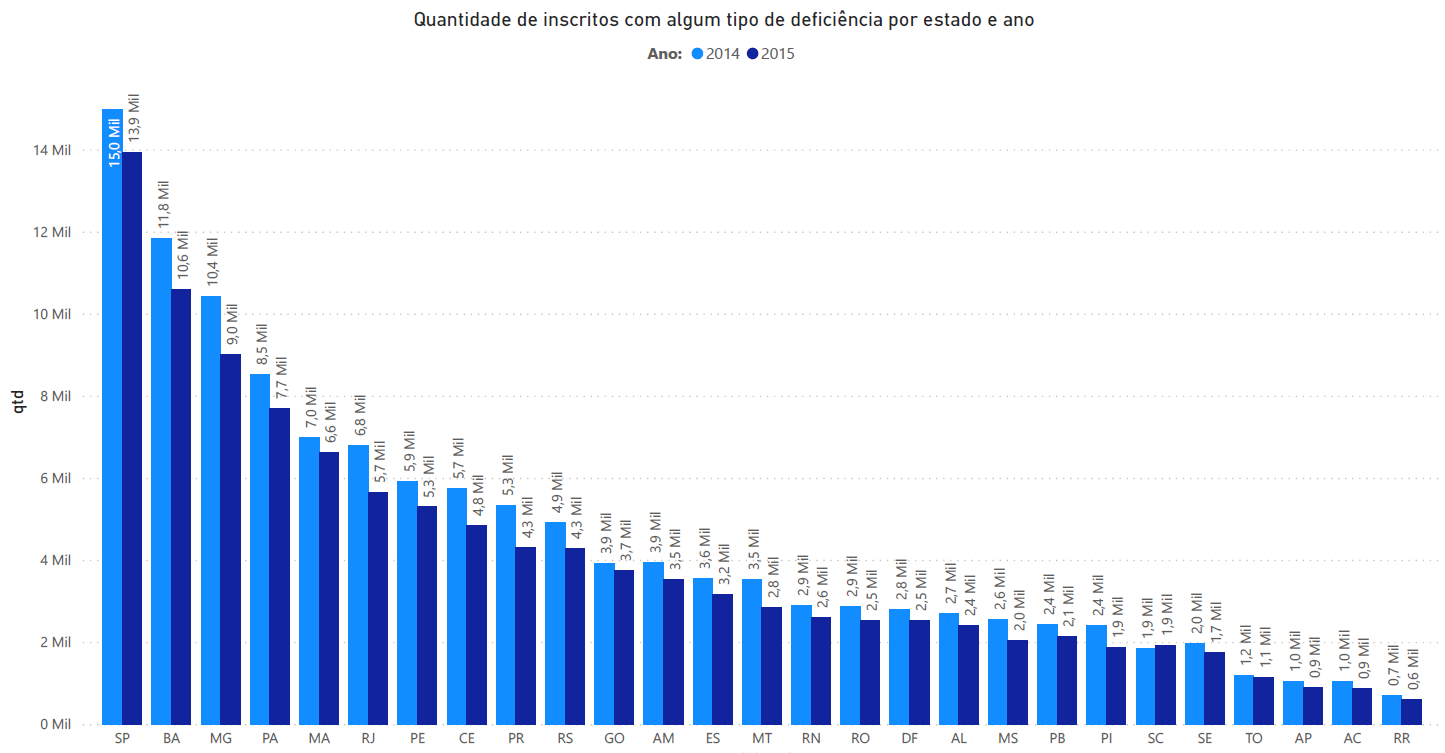 Quantidade de inscritos com algum tipo de deficiência por estado e ano
Ano: 2014 2015
qtd
14 Mil
12 Mil
10 Mil
8 Mil
6 Mil
4 Mil
2 Mil
0 Mil
15,0 Mil 13,9 Mil
11,8 Mil 10,6 Mil
10,4 Mil 9,0 Mil
8,5 Mil 7,7 Mil
7,0 Mil 6,6 Mil
6,8 Mil 5,7 Mil
5,9 Mil 5,3 Mil
5,7 Mil 4,8 Mil
5,3 Mil 4,3 Mil
4,9 Mil 4,3 Mil
3,9 Mil 3,7 Mil
3,9 Mil 3,5 Mil
3,6 Mil 3,2 Mil
3,5 Mil 2,8 Mil
2,9 Mil 2,6 Mil
2,9 Mil 2,5 Mil
2,8 Mil 2,5 Mil
2,7 Mil 2,4 Mil
2,6 Mil 2,0 Mil
2,4 Mil 2,1 Mil
2,4 Mil 1,9 Mil
1,9 Mil 1,9 Mil
2,0 Mil 1,7 Mil
1,2 Mil 1,1 Mil
1,0 Mil 0,9 Mil
1,0 Mil 0,9 Mil
0,7 Mil 0,6 Mil
SP BA MG PA MA RJ PE CE PR RS GO AM ES MT RN RO DF AL MS PB PI SC SE TO AP AC RR